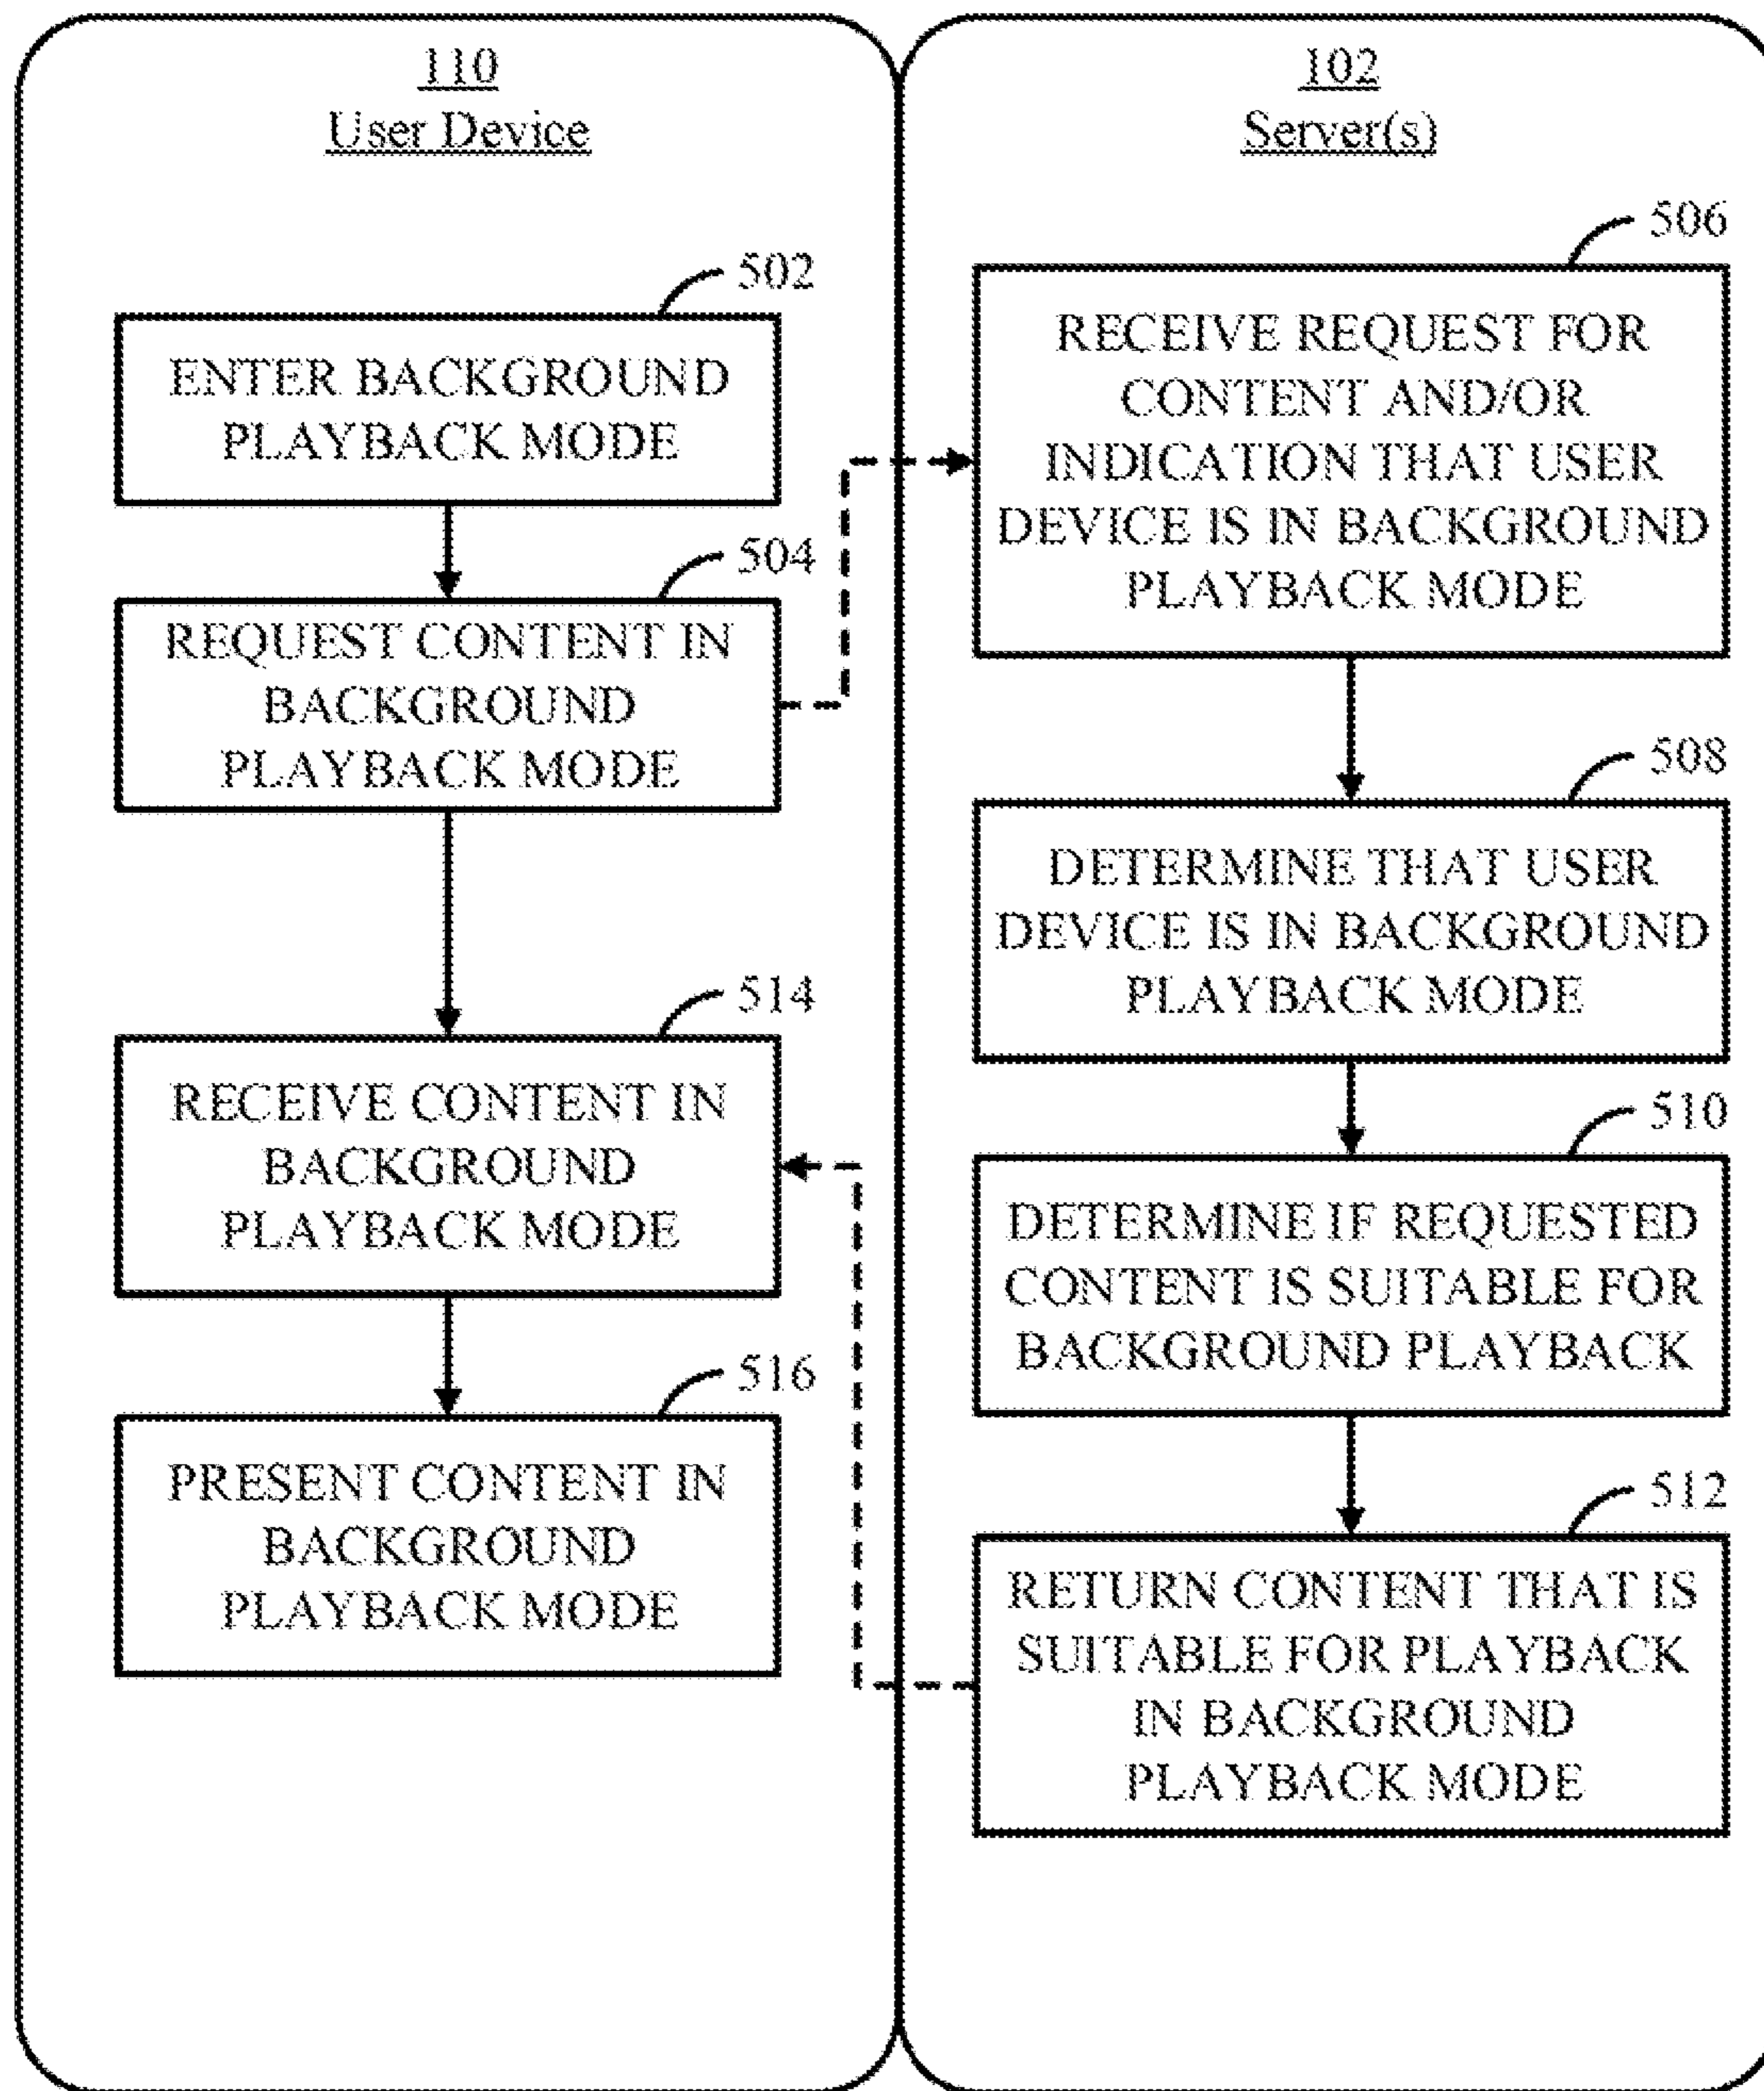 110
User Device
502
ENTER BACKGROUND
PLAYBACK MODE
504
REQUEST CONTENT IN
BACKGROUND
PLAYBACK MODE
514
RECEIVE CONTENT IN
BACKGROUND
PLAYBACK MODE
516
PRESENT CONTENT IN
BACKGROUND
PLAYBACK MODE
102
Server(s)
506
RECEIVE REQUEST FOR
CONTENT AND/OR
INDICATION THAT USER
DEVICE IS IN BACKGROUND
PLAYBACK MODE
508
DETERMINE THAT USER
DEVICE IS IN BACKGROUND
PLAYBACK MODE
510
DETERMINE IF REQUESTED
CONTENT IS SUITABLE FOR
BACKGROUND PLAYBACK
512
RETURN CONTENT THAT IS
SUITABLE FOR PLAYBACK
IN BACKGROUND
PLAYBACK MODE